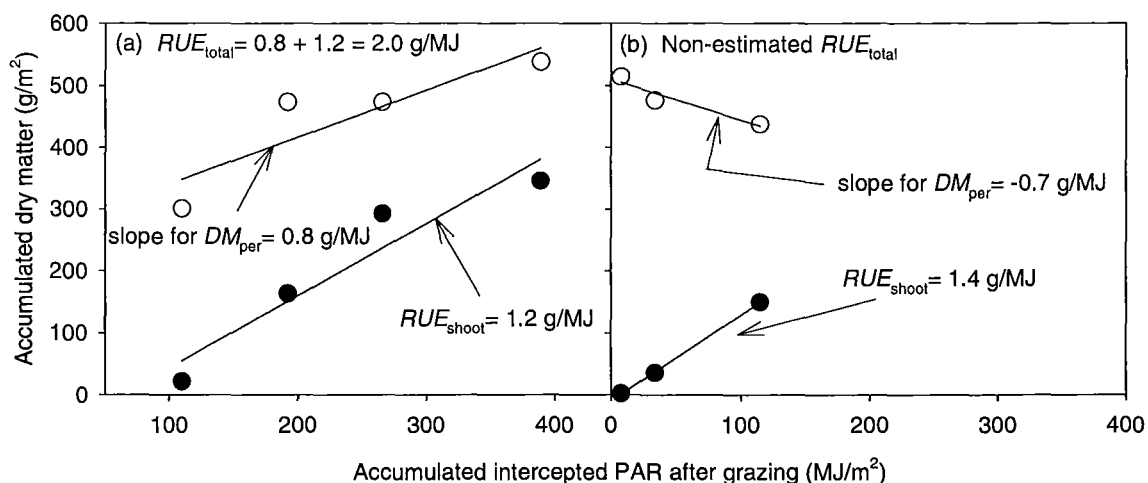 (a) RUEtotal= 0.8 + 1.2 = 2.0 g/MJ
(b) Non-estimated RUEtotal
Accumulated dry matter (g/m²)
600
500
400
300
200
100
0
slope for DMper= 0.8 g/MJ
RUEshoot= 1.2 g/MJ
slope for DMper= -0.7 g/MJ
RUEshoot= 1.4 g/MJ
100 200 300 400
0 100 200 300 400
Accumulated intercepted PAR after grazing (MJ/m²)